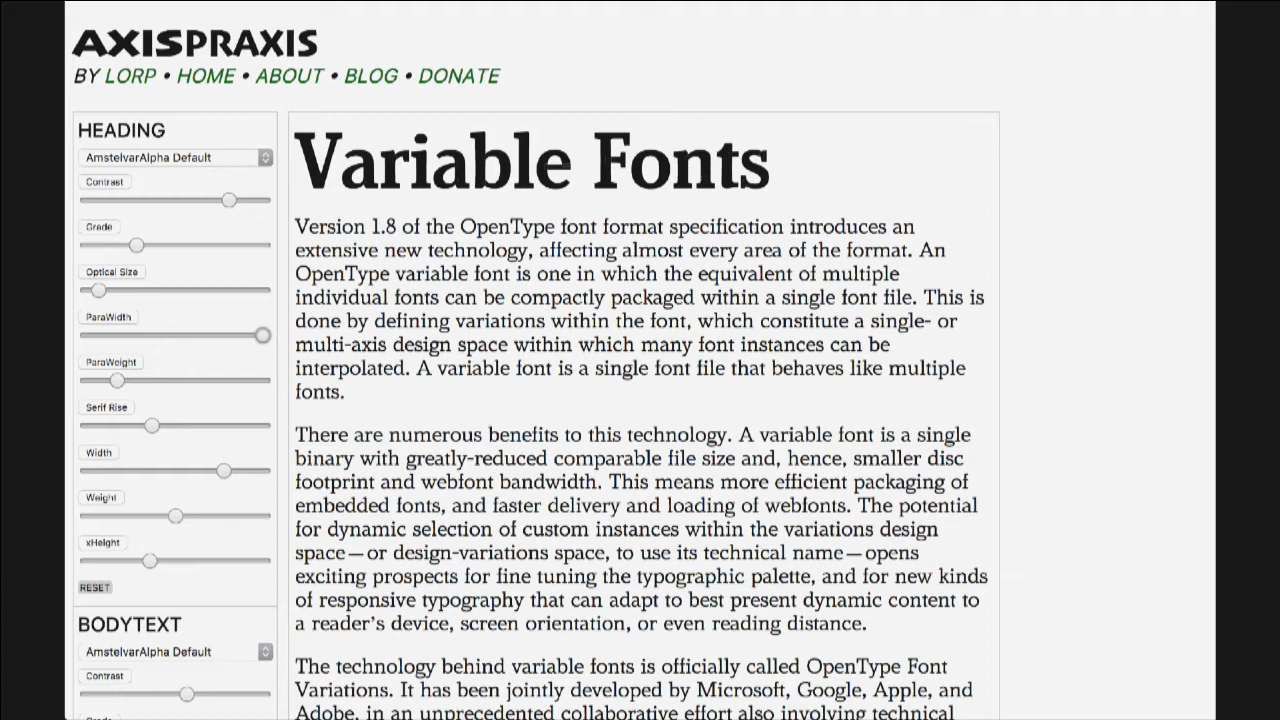 AXISPRAXIS
BY LORP • HOME • ABOUT • BLOG • DONATE
HEADING
AmstelvarAlpha Default
Contrast
Grade
Optical Size
ParaWidth
ParaWeight
Serif Rise
Width
Weight
xHeight
RESET
BODYTEXT
AmstelvarAlpha Default
Contrast
Variable Fonts
Version 1.8 of the OpenType font format specification introduces an
extensive new technology, affecting almost every area of the format. An
OpenType variable font is one in which the equivalent of multiple
individual fonts can be compactly packaged within a single font file. This is
done by defining variations within the font, which constitute a single- or
multi-axis design space within which many font instances can be
interpolated. A variable font is a single font file that behaves like multiple
fonts.
There are numerous benefits to this technology. A variable font is a single
binary with greatly-reduced comparable file size and, hence, smaller disc
footprint and webfont bandwidth. This means more efficient packaging of
embedded fonts, and faster delivery and loading of webfonts. The potential
for dynamic selection of custom instances within the variations design
space—or design-variations space, to use its technical name—opens
exciting prospects for fine tuning the typographic palette, and for new kinds
of responsive typography that can adapt to best present dynamic content to
a reader's device, screen orientation, or even reading distance.
The technology behind variable fonts is officially called OpenType Font
Variations. It has been jointly developed by Microsoft, Google, Apple, and
Adobe, in an unprecedented collaborative effort also involving technical